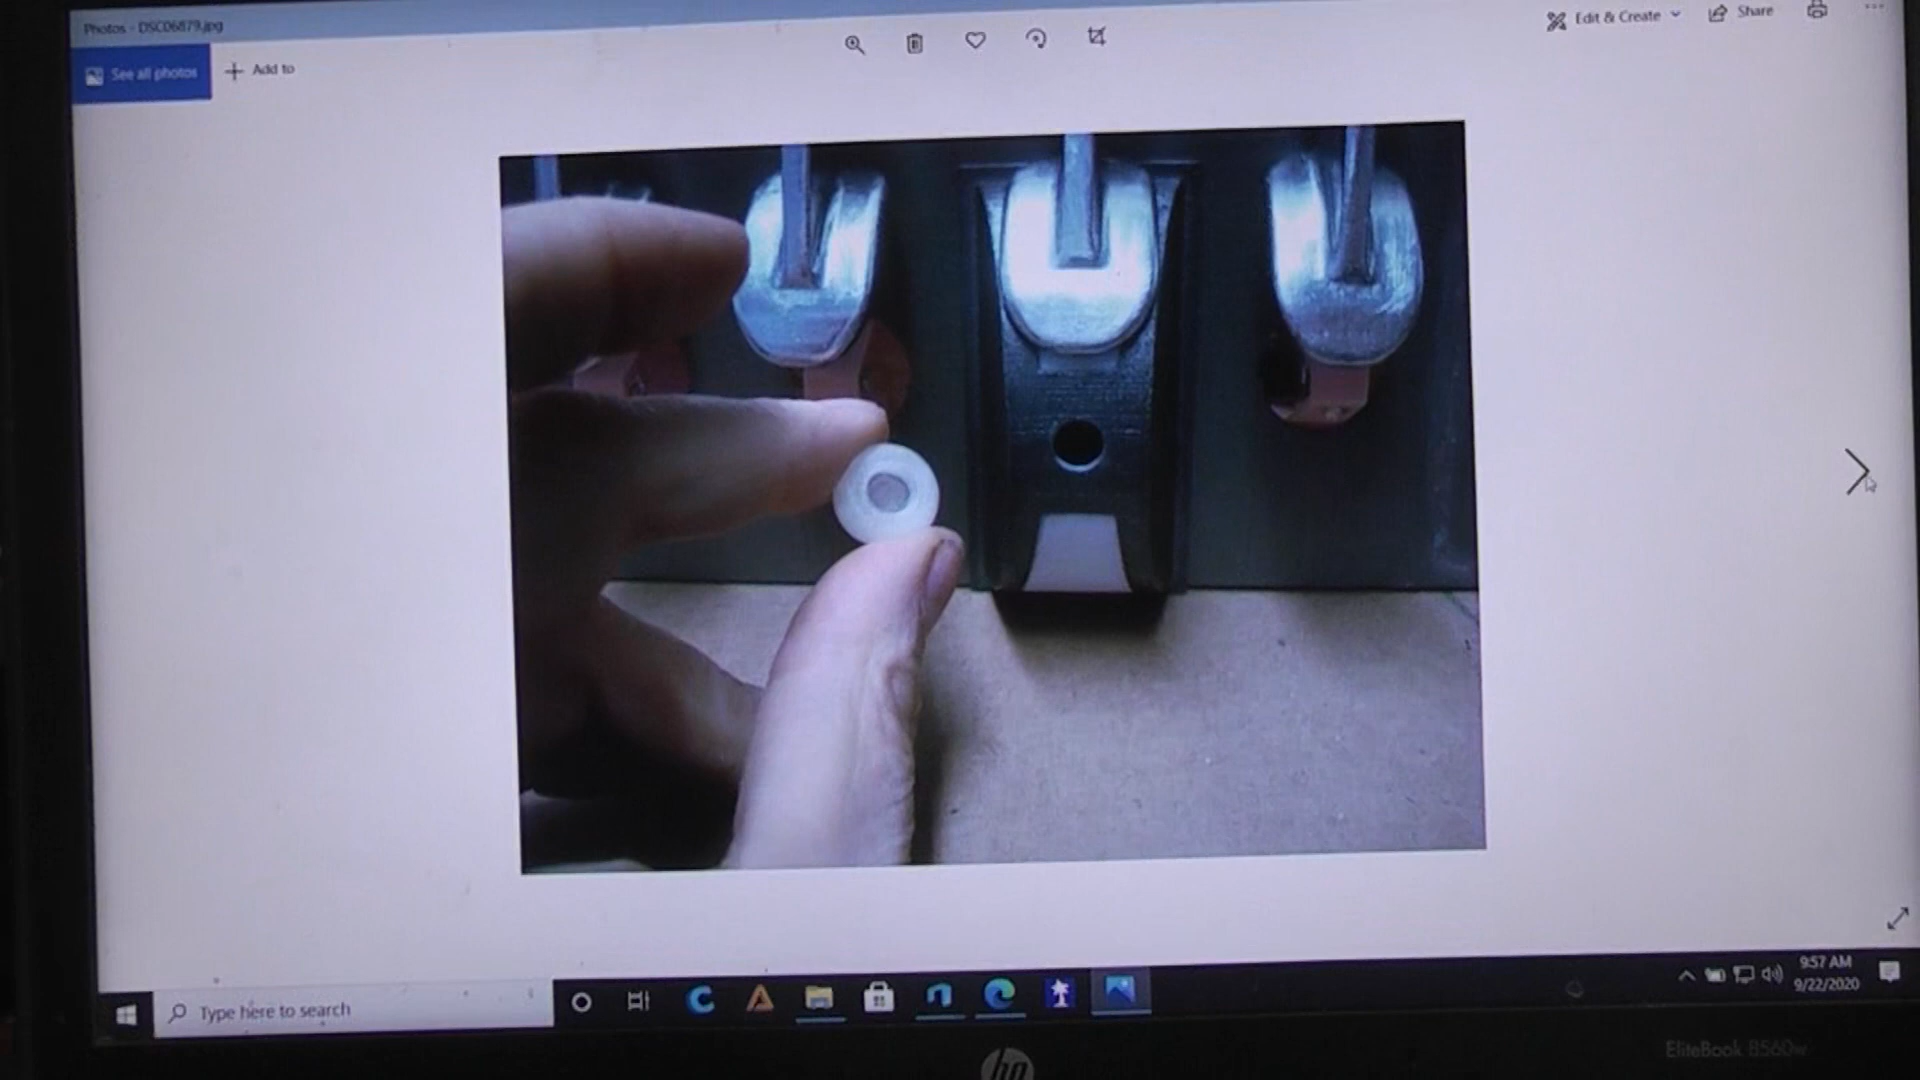 Photos - DSC06879.jpg
See all photos
Add to
Edit & Create
Share
Type here to search
9:57 AM
9/22/2020
hp
EliteBook 8560w